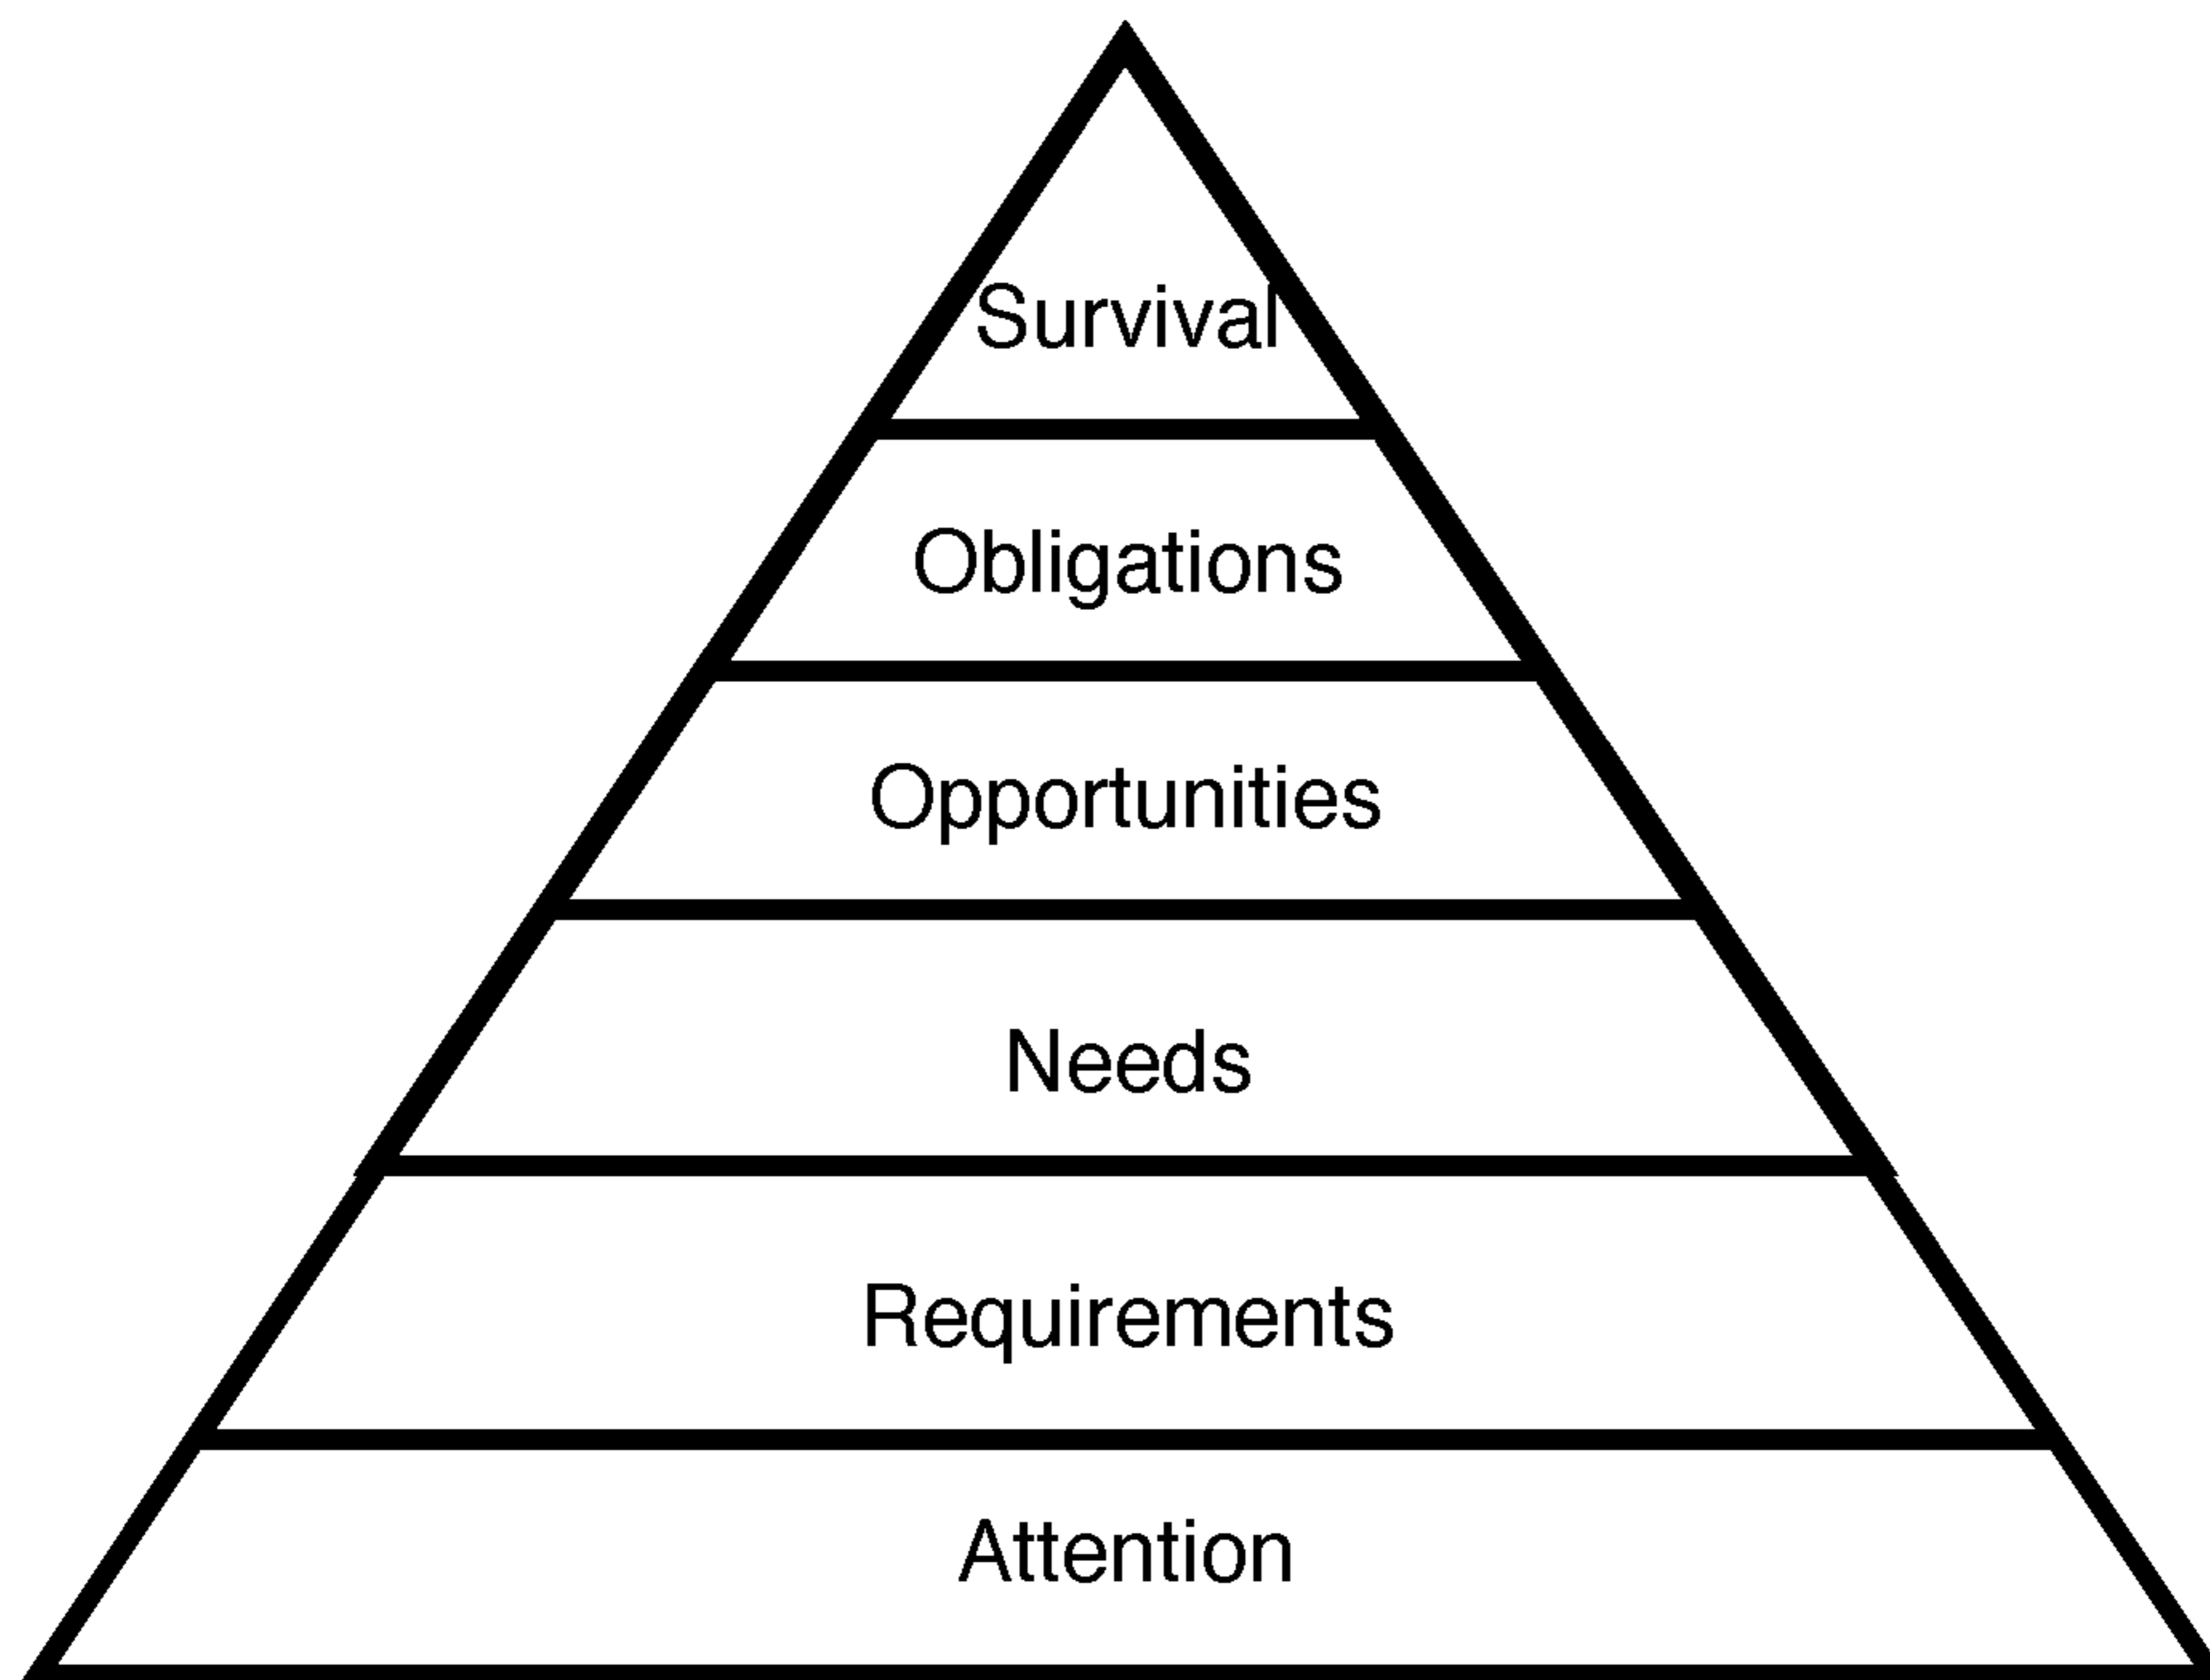 Survival
Obligations
Opportunities
Needs
Requirements
Attention